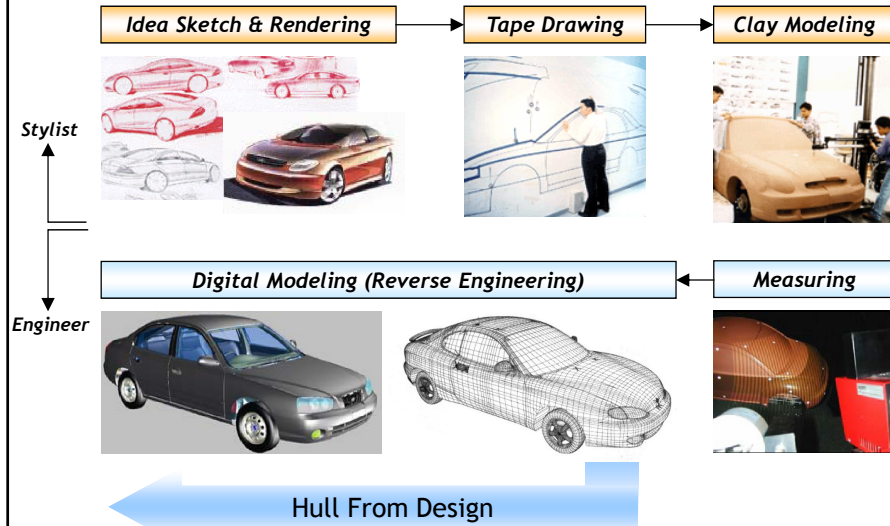 Idea Sketch & Rendering
Tape Drawing
Clay Modeling
Stylist
Engineer
Digital Modeling (Reverse Engineering)
Measuring
Hull From Design